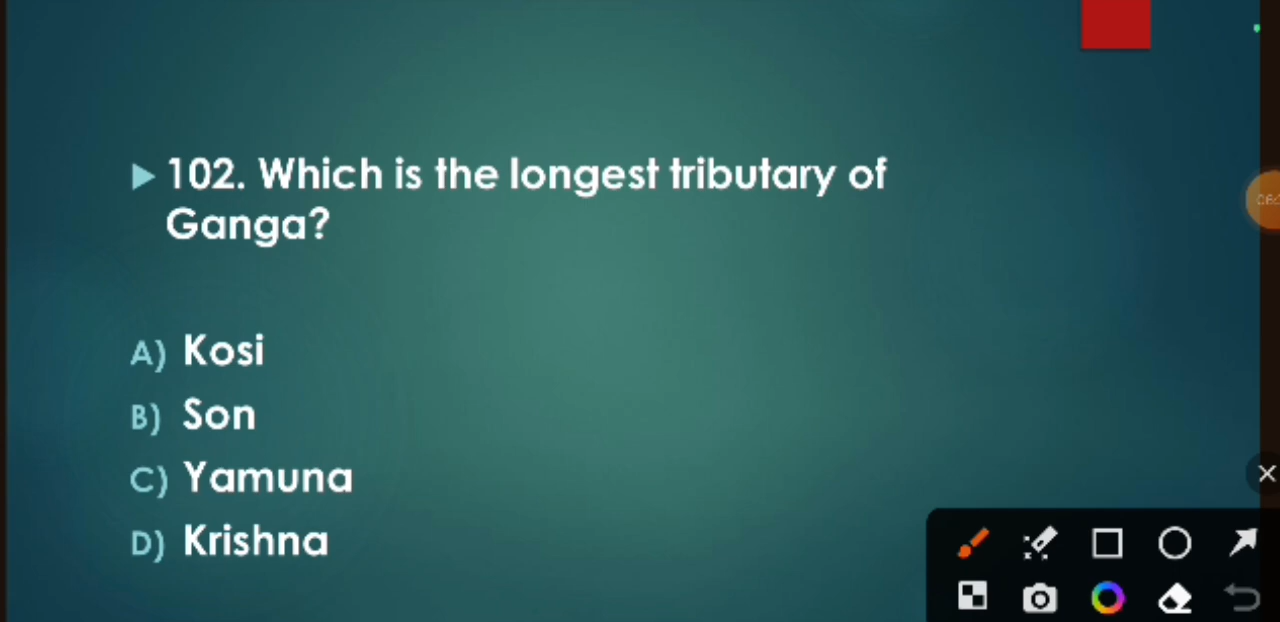 102. Which is the longest tributary of
Ganga?
A) Kosi
B) Son
C) Yamuna
D) Krishna